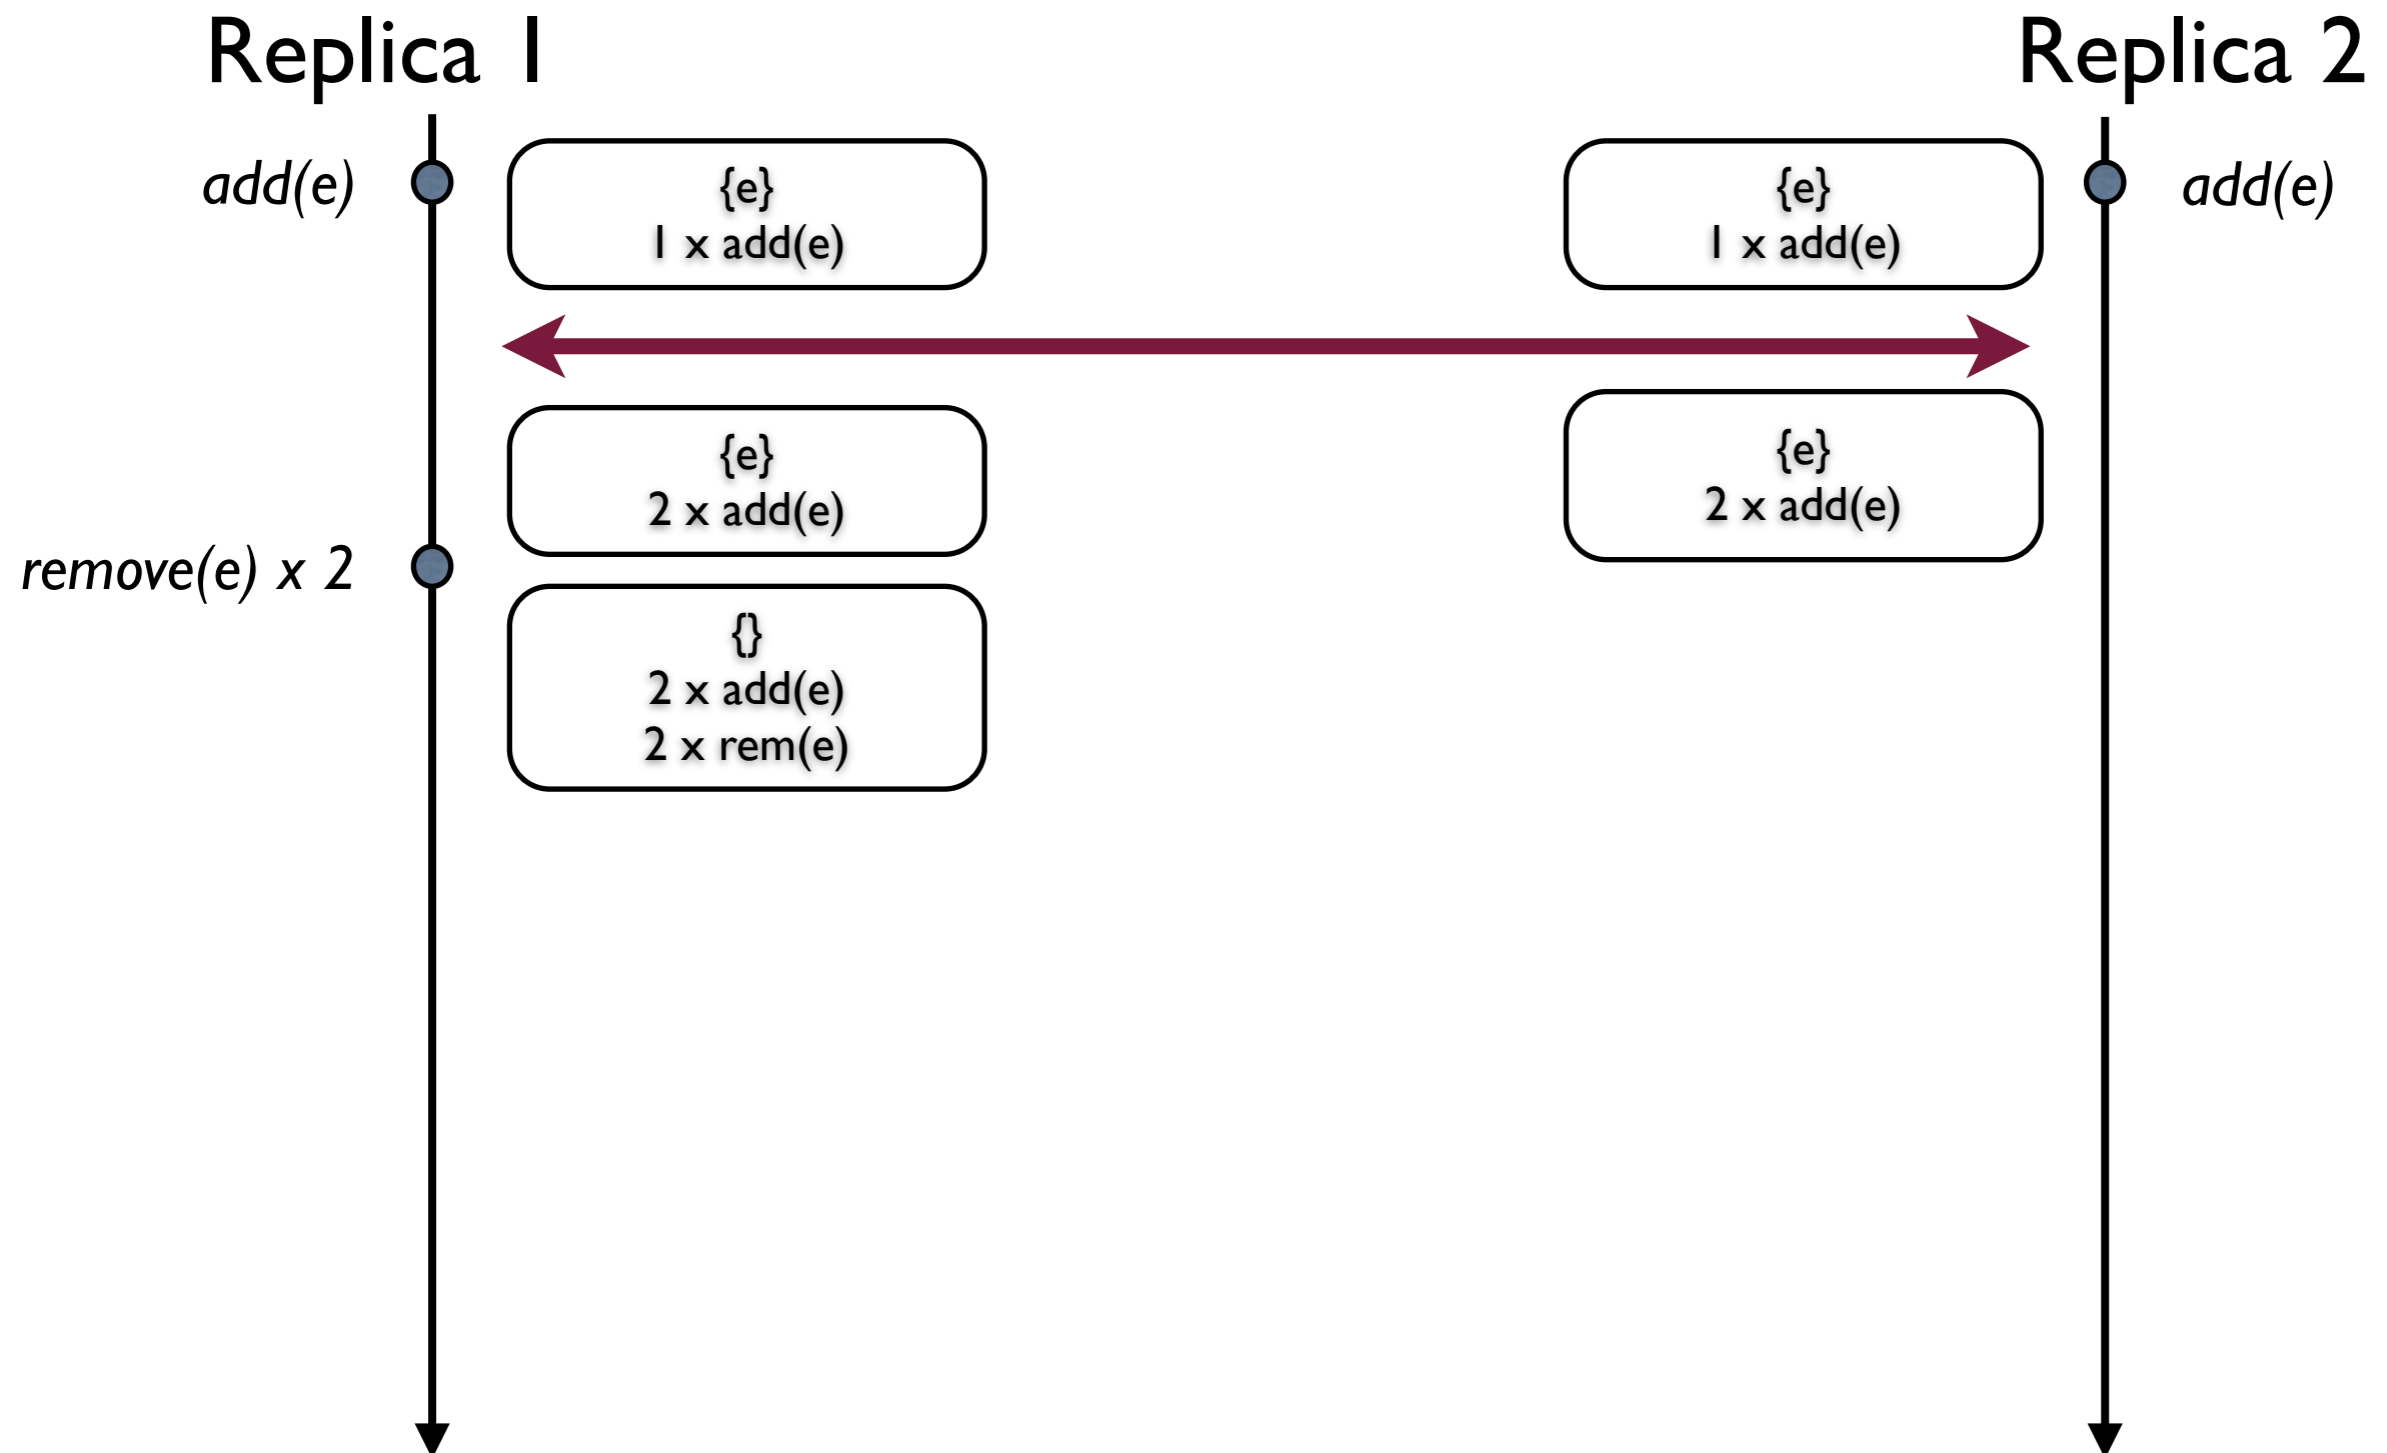 Replica 1
Replica 2
add(e)
{e}
1 x add(e)
{e}
1 x add(e)
add(e)
{e}
2 x add(e)
{e}
2 x add(e)
remove(e) x 2
{}
2 x add(e)
2 x rem(e)